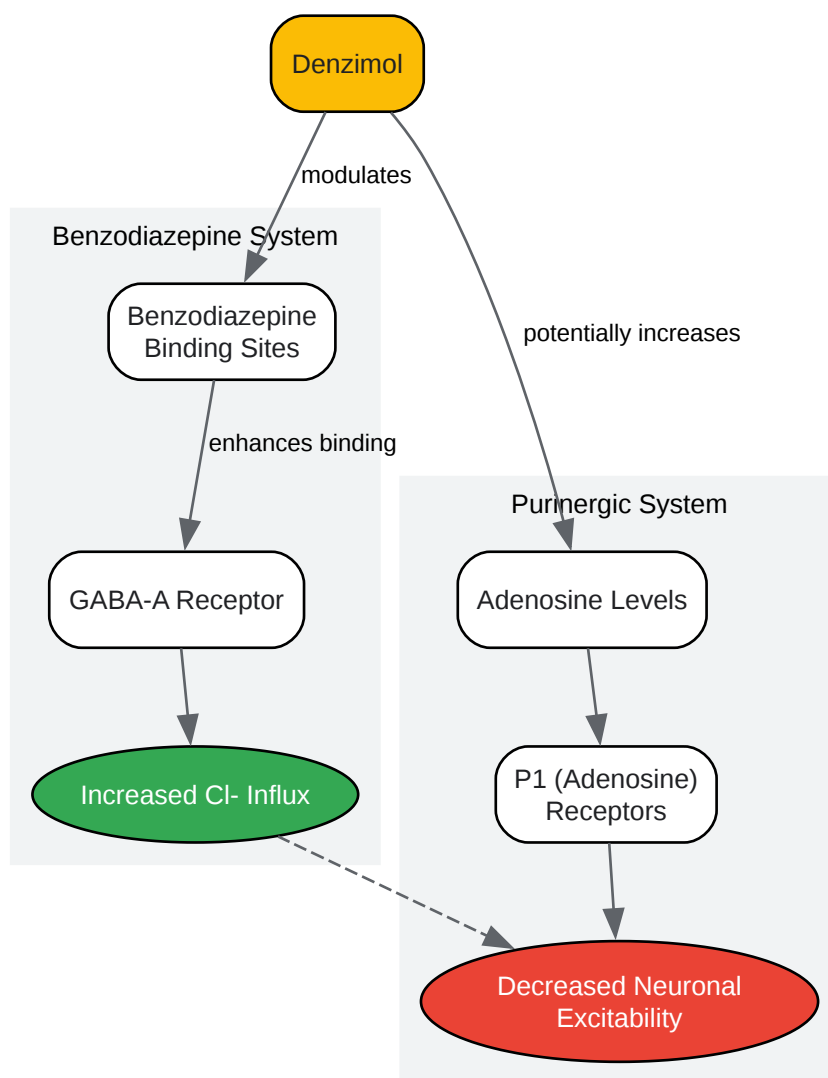 Denzimol
modulates
Benzodiazepine System
Benzodiazepine
Binding Sites
potentially increases
enhances binding
Purinergic System
GABA-A Receptor
Adenosine Levels
Increased Cl- Influx
P1 (Adenosine)
Receptors
Decreased Neuronal
Excitability